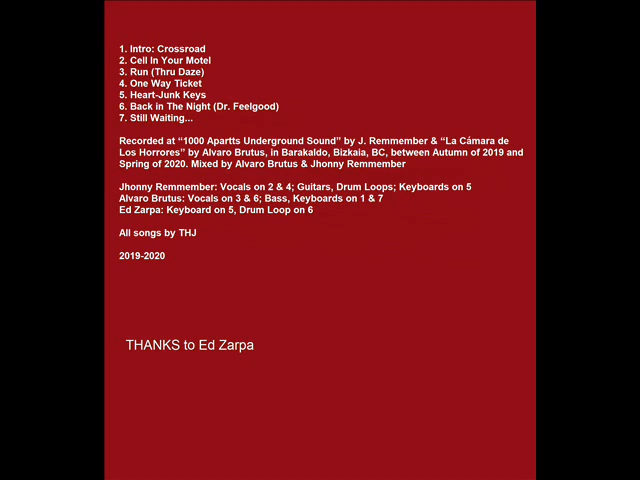 1. Intro: Crossroad
2. Cell In Your Motel
3. Run (Thru Daze)
4. One Way Ticket
5. Heart-Junk Keys
6. Back in The Night (Dr. Feelgood)
7. Still Waiting...
Recorded at “1000 Apartts Underground Sound” by J. Remmember & “La Cámara de
Los Horrores” by Alvaro Brutus, in Barakaldo, Bizkaia, BC, between Autumn of 2019 and
Spring of 2020. Mixed by Alvaro Brutus & Jhonny Remmember
Jhonny Remmember: Vocals on 2 & 4; Guitars, Drum Loops; Keyboards on 5
Alvaro Brutus: Vocals on 3 & 6; Bass, Keyboards on 1 & 7
Ed Zarpa: Keyboard on 5, Drum Loop on 6
All songs by THJ
2019-2020
THANKS to Ed Zarpa